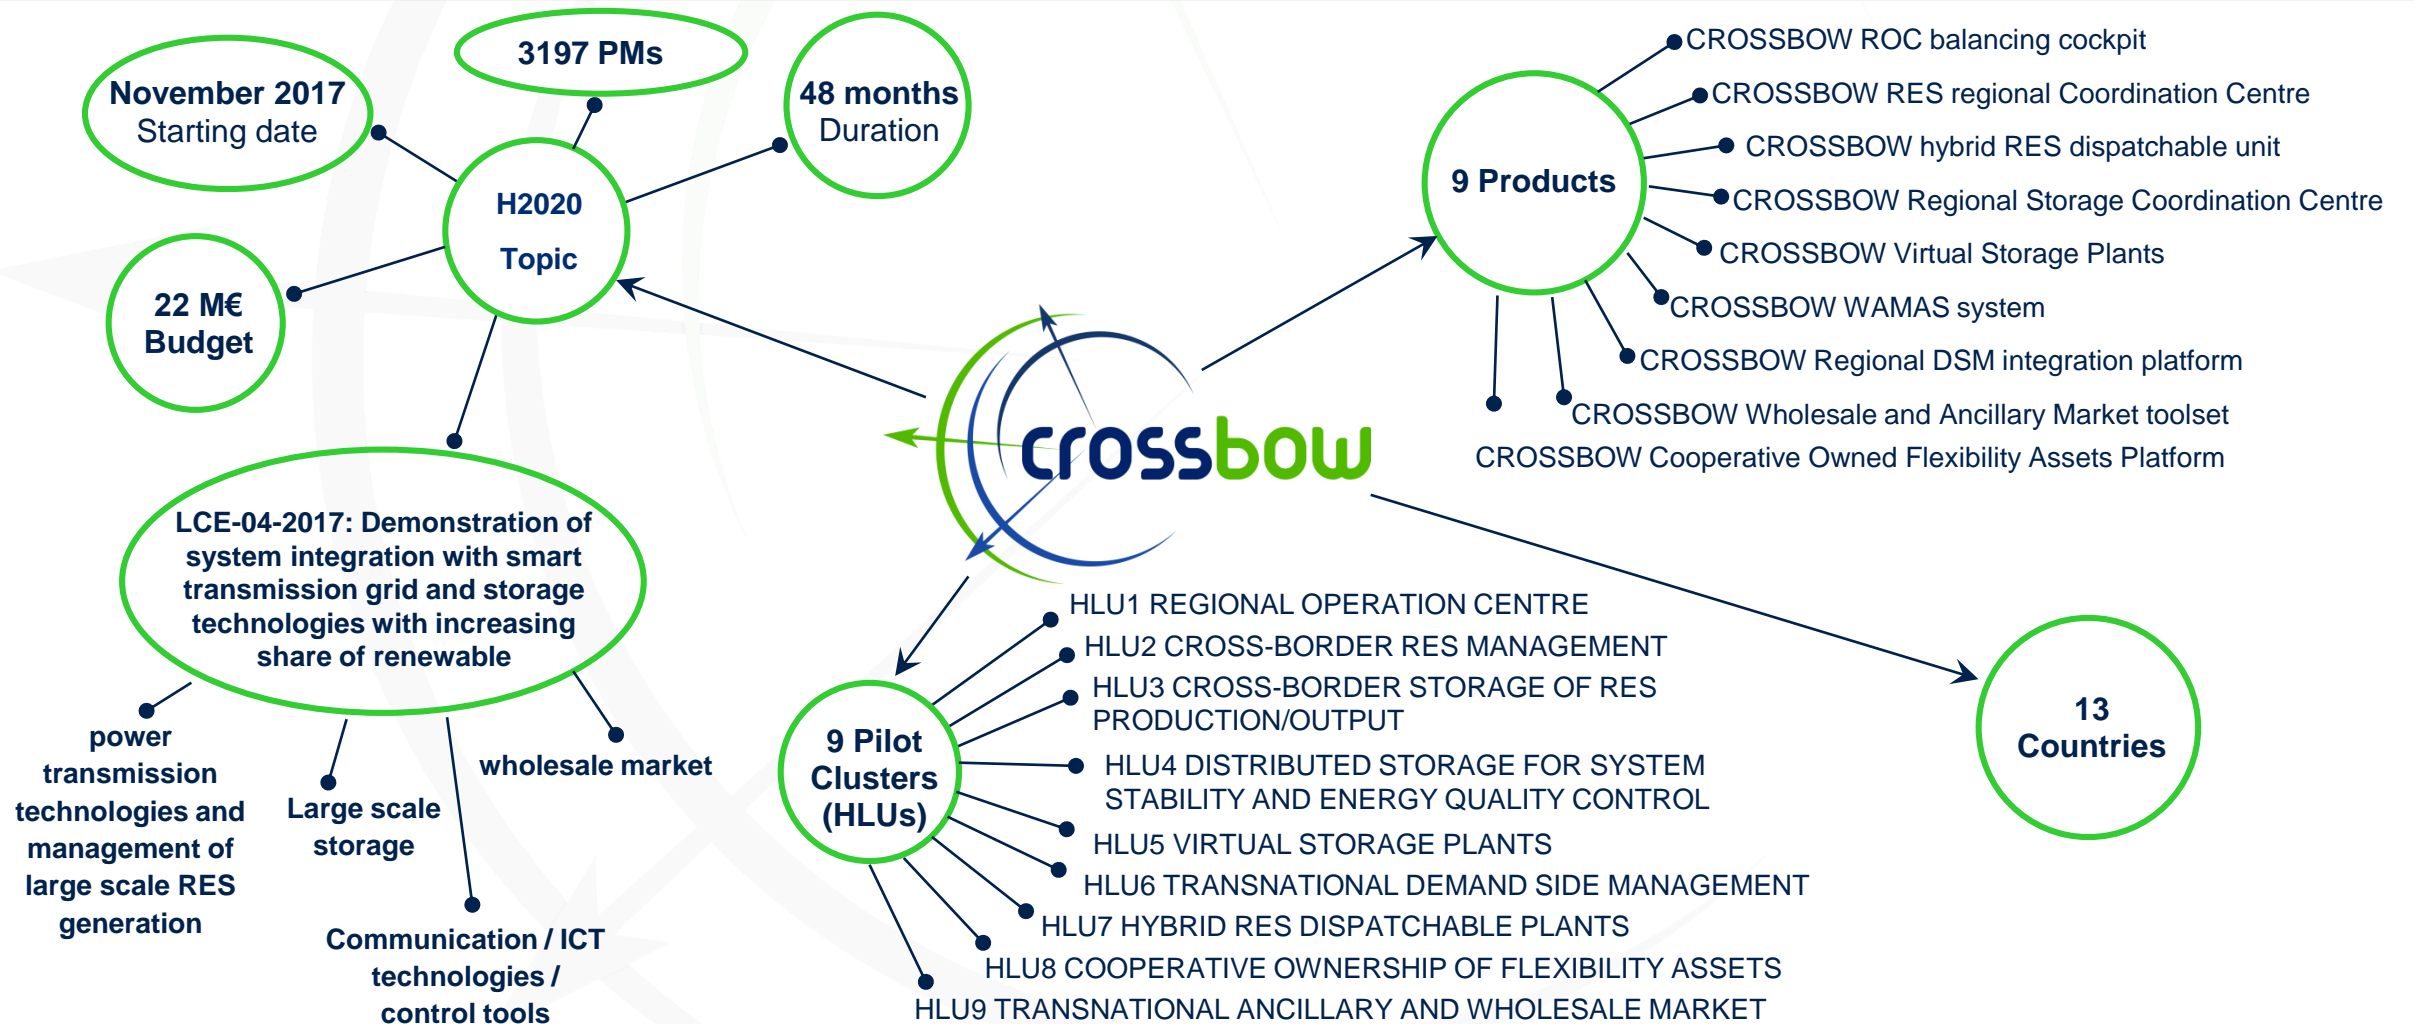 November 2017
Starting date
3197 PMs
48 months
Duration
H2020
Topic
22 M€
Budget
LCE-04-2017: Demonstration of
system integration with smart
transmission grid and storage
technologies with increasing
share of renewable
power
transmission
technologies and
management of
large scale RES
generation
Large scale
storage
Communication / ICT
technologies /
control tools
wholesale market
crossbow
9 Products
CROSSBOW ROC balancing cockpit
CROSSBOW RES regional Coordination Centre
CROSSBOW hybrid RES dispatchable unit
CROSSBOW Regional Storage Coordination Centre
CROSSBOW Virtual Storage Plants
CROSSBOW WAMAS system
CROSSBOW Regional DSM integration platform
CROSSBOW Wholesale and Ancillary Market toolset
CROSSBOW Cooperative Owned Flexibility Assets Platform
9 Pilot
Clusters
(HLUs)
HLU1 REGIONAL OPERATION CENTRE
HLU2 CROSS-BORDER RES MANAGEMENT
HLU3 CROSS-BORDER STORAGE OF RES
PRODUCTION/OUTPUT
HLU4 DISTRIBUTED STORAGE FOR SYSTEM
STABILITY AND ENERGY QUALITY CONTROL
HLU5 VIRTUAL STORAGE PLANTS
HLU6 TRANSNATIONAL DEMAND SIDE MANAGEMENT
HLU7 HYBRID RES DISPATCHABLE PLANTS
HLU8 COOPERATIVE OWNERSHIP OF FLEXIBILITY ASSETS
HLU9 TRANSNATIONAL ANCILLARY AND WHOLESALE MARKET
13
Countries